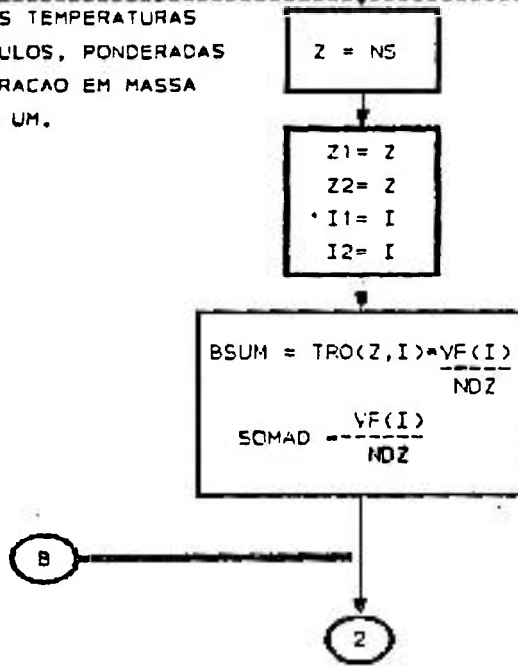 S TEMPERATURAS
ULOS, PONDERADAS
RACAO EM MASSA
UM.
Z = NS
Z1= Z
Z2= Z
I1= I
I2= I
BSUM = TRO(Z,I)*VF(I)
NDZ
SOMAD = VF(I)
NDZ
B
2